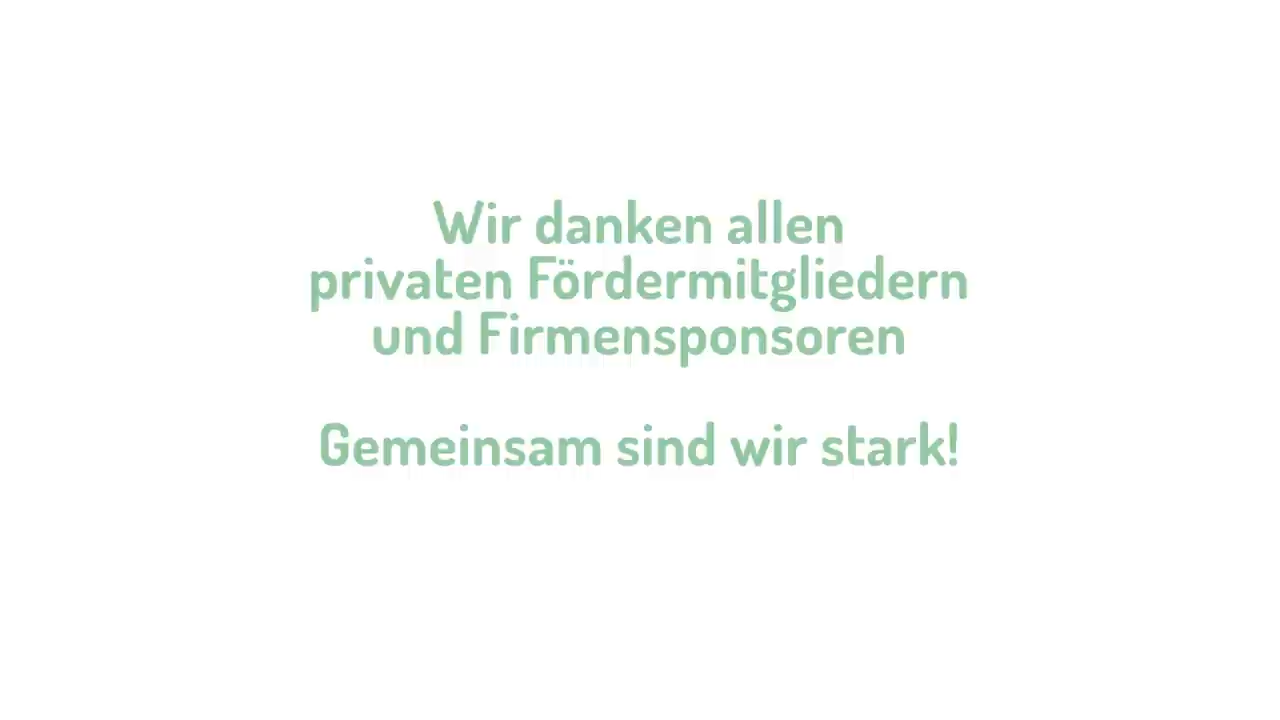 Wir danken allen
privaten Fördermitgliedern
und Firmensponsoren
Gemeinsam sind wir stark!